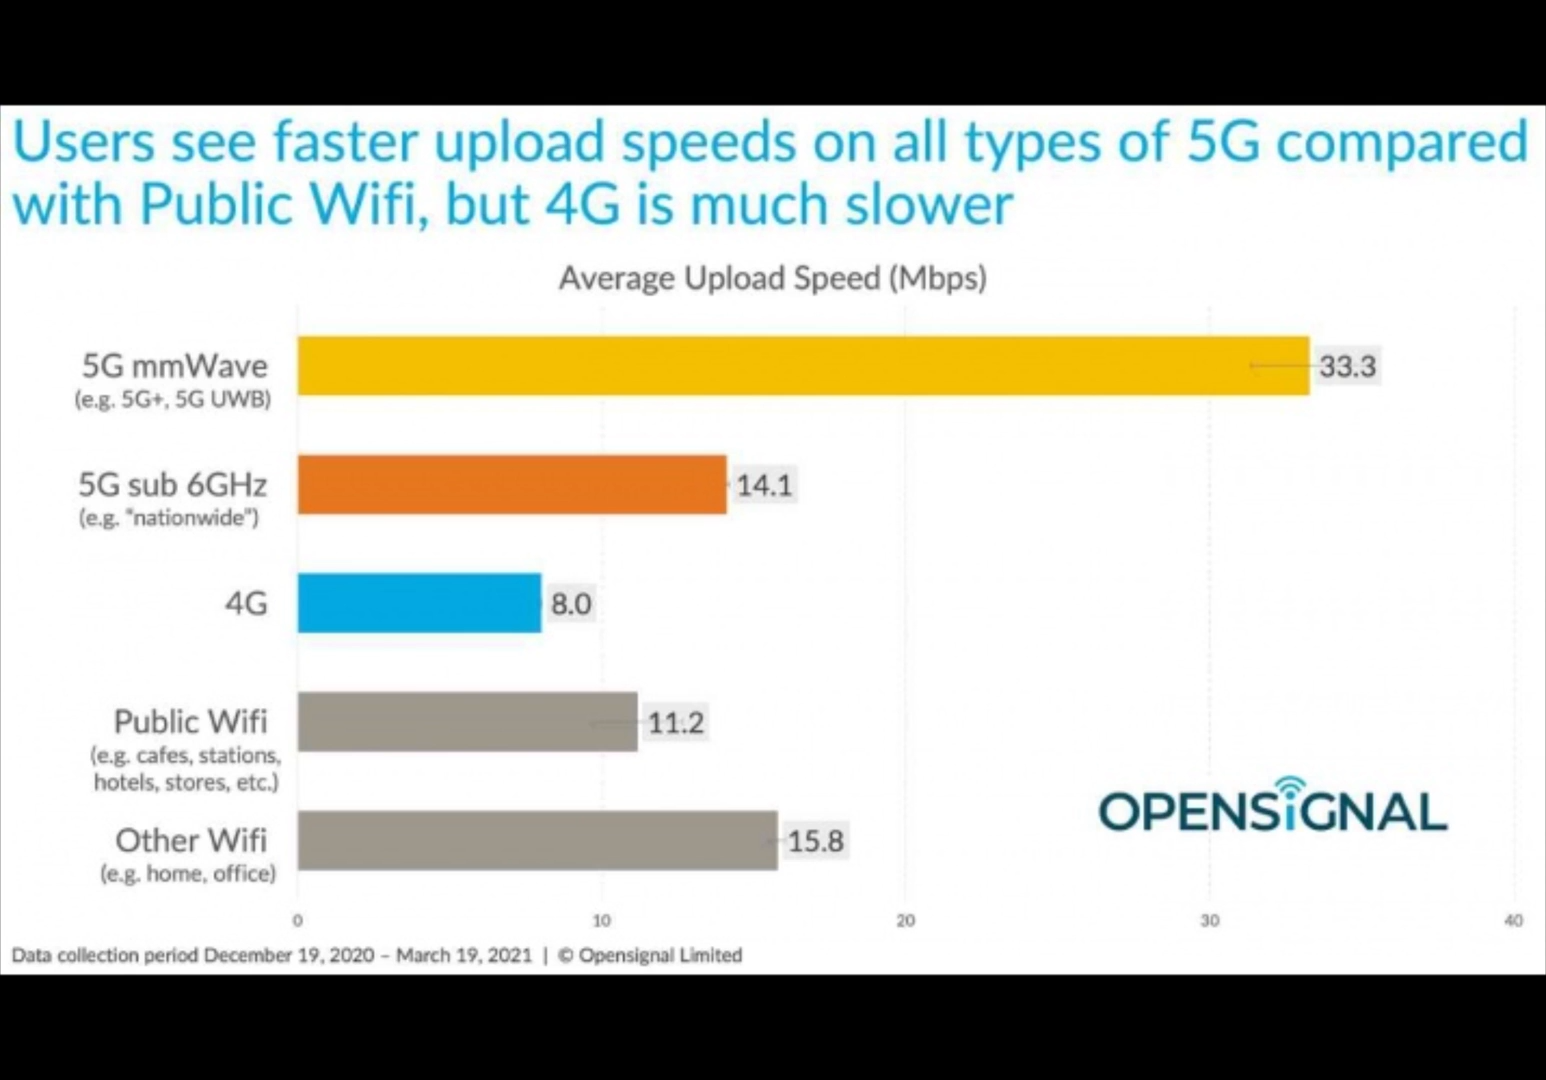 Users see faster upload speeds on all types of 5G compared
with Public Wifi, but 4G is much slower
Average Upload Speed (Mbps)
5G mmWave
(e.g. 5G+, 5G UWB)
33.3
5G sub 6GHz
(e.g. "nationwide")
14.1
4G
8.0
Public Wifi
(e.g. cafes, stations,
hotels, stores, etc.)
11.2
Other Wifi
(e.g. home, office)
15.8
OPENSiGNAL
0 10 20 30 40
Data collection period December 19, 2020 – March 19, 2021 | © Opensignal Limited